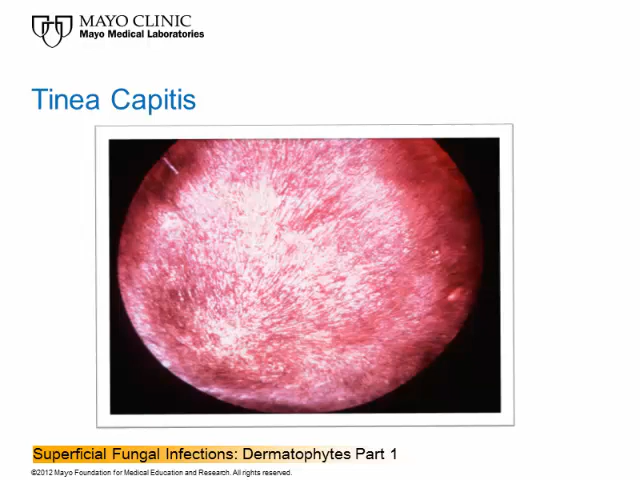 MAYO CLINIC
Mayo Medical Laboratories
Tinea Capitis
Superficial Fungal Infections: Dermatophytes Part 1
©2012 Mayo Foundation for Medical Education and Research. All rights reserved.